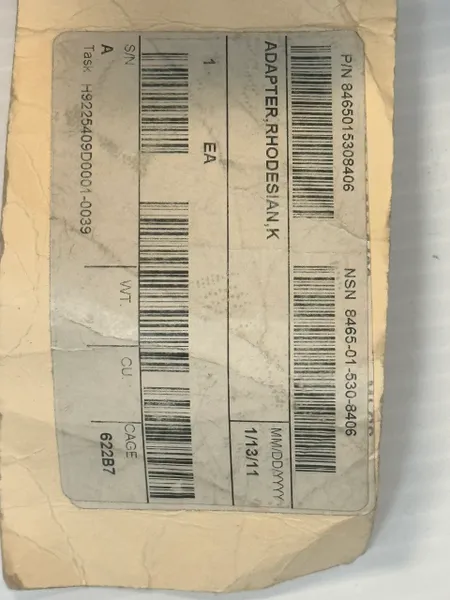 P/N 8465015308406 NSN 8465-01-530-8406
ADAPTER,RHODESIAN,K MM/DD/YYYY
1/13/11
1 EA
S/N WT. CU. CAGE
A 622B7
Task H9225409D0001-0039